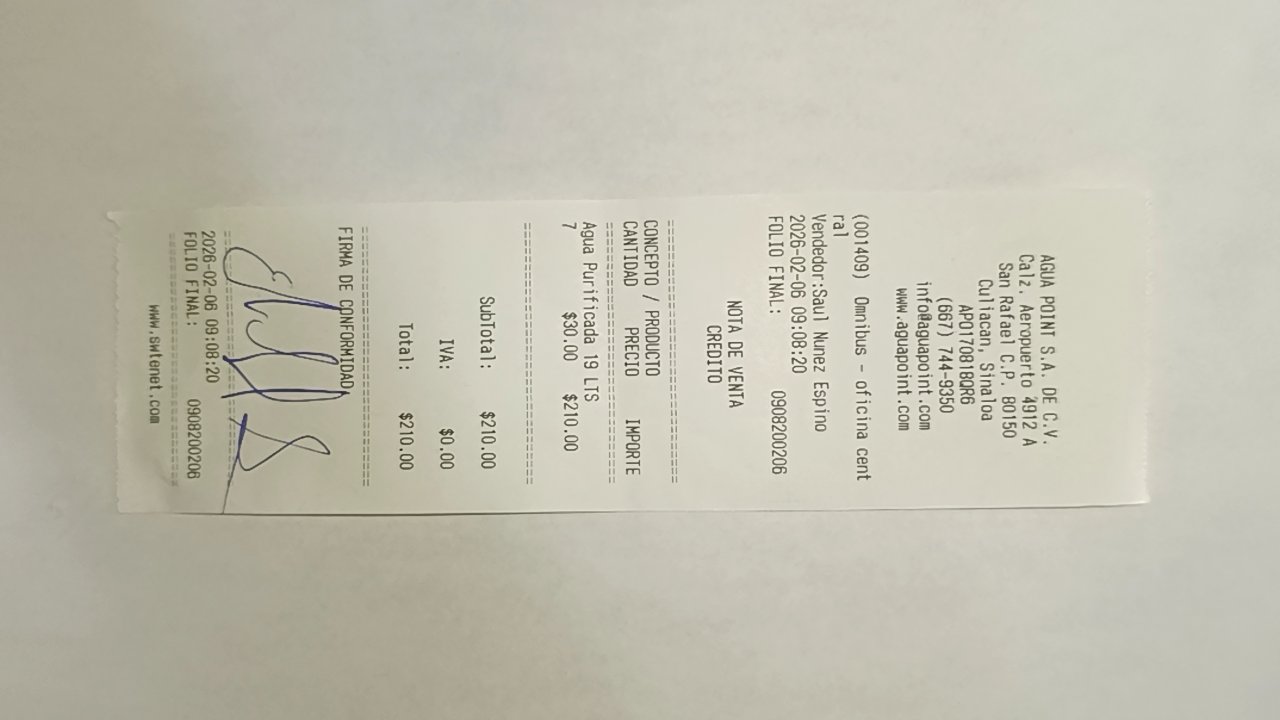 AGUA POINT S.A. DE C.V.
Calz. Aeropuerto 4912 A
San Rafael C.P. 80150
Culiacan, Sinaloa
APO170818QR6
(667) 744-9350
info@aguapoint.com
www.aguapoint.com
(001409) Omnibus - oficina cent
ral
Vendedor:Saul Nunez Espino
2026-02-06 09:08:20
FOLIO FINAL: 0908200206
NOTA DE VENTA
CREDITO
CONCEPTO / PRODUCTO
CANTIDAD PRECIO IMPORTE
Agua Purificada 19 LTS
7 $30.00 $210.00
SubTotal: $210.00
IVA: $0.00
Total: $210.00
FIRMA DE CONFORMIDAD
2026-02-06 09:08:20
FOLIO FINAL: 0908200206
www.swtenet.com